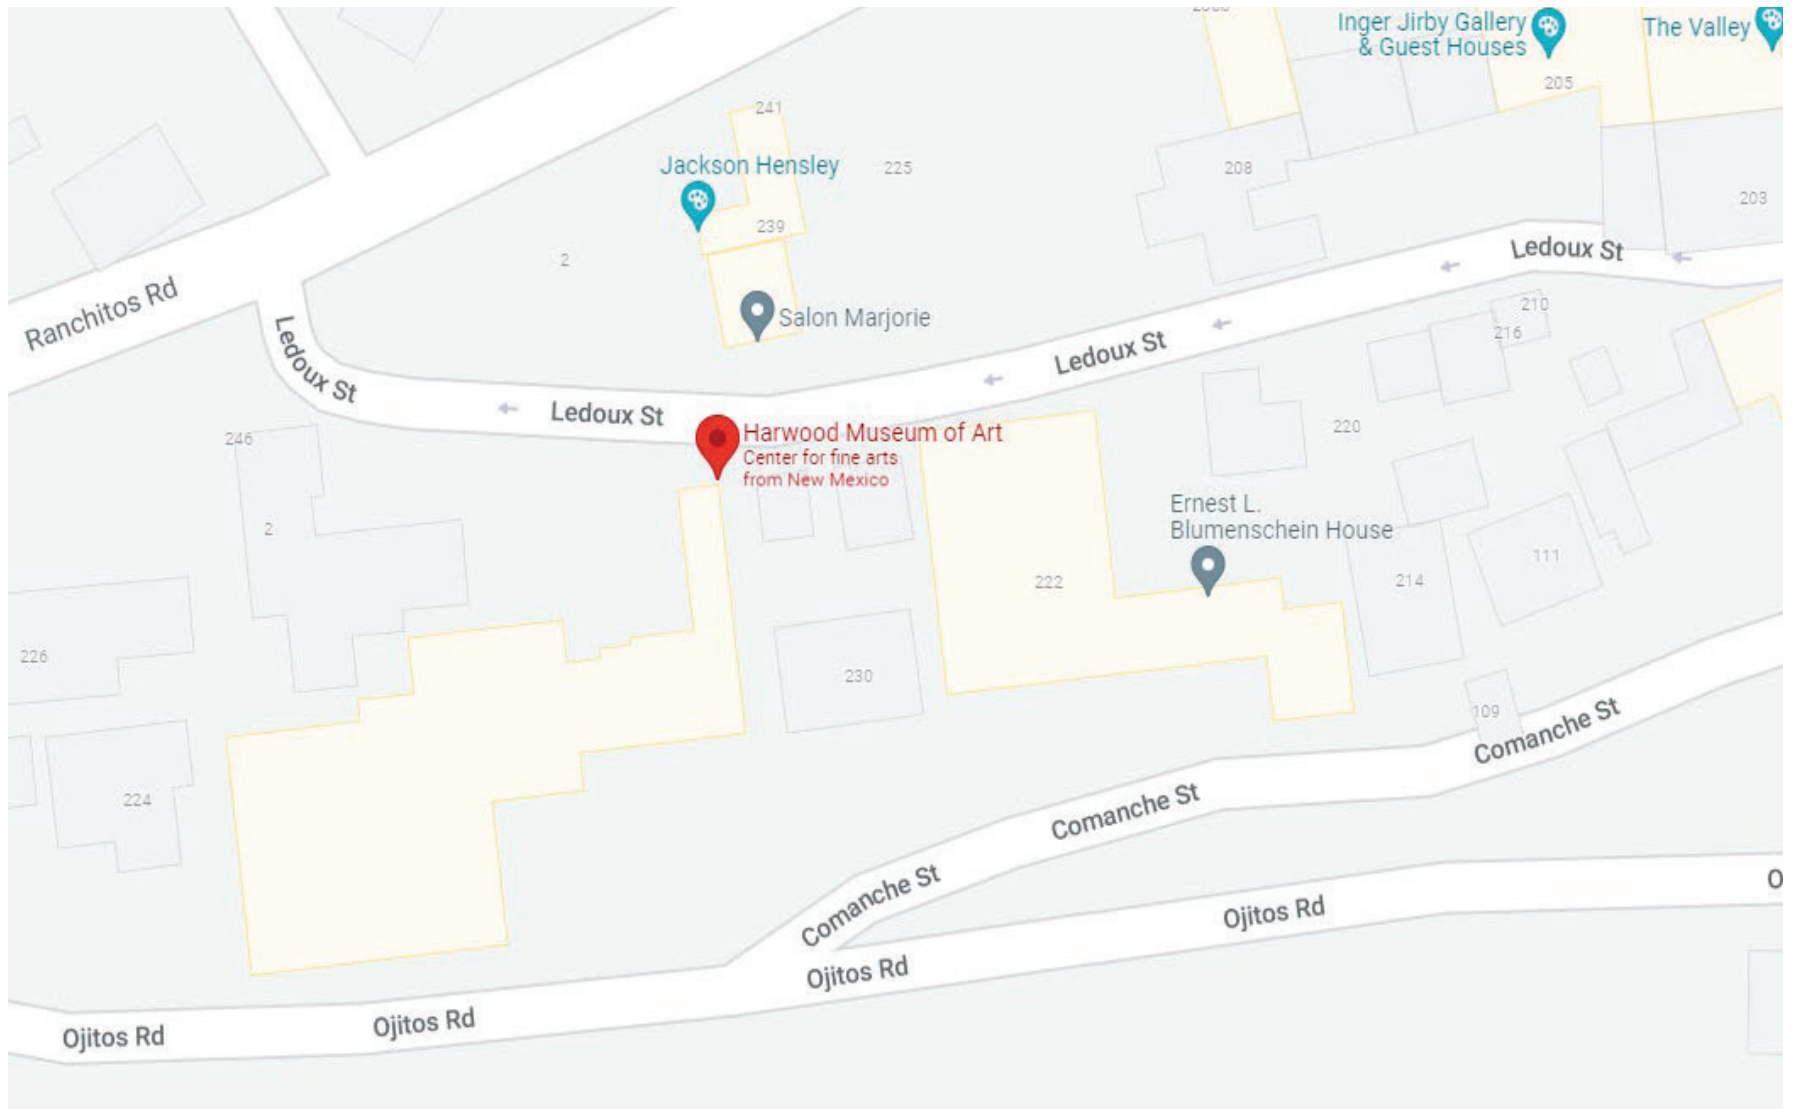 Inger Jirby Gallery
& Guest Houses
The Valley
205
241
Jackson Hensley
225
208
203
239
2
Ledoux St
Ranchitos Rd
Salon Marjorie
210
216
Ledoux St
Ledoux St
Ledoux St
246
Harwood Museum of Art
Center for fine arts
from New Mexico
220
Ernest L.
Blumenschein House
2
222
214
111
226
230
109
Comanche St
224
Comanche St
Comanche St
Ojitos Rd
Ojitos Rd
Ojitos Rd
Ojitos Rd